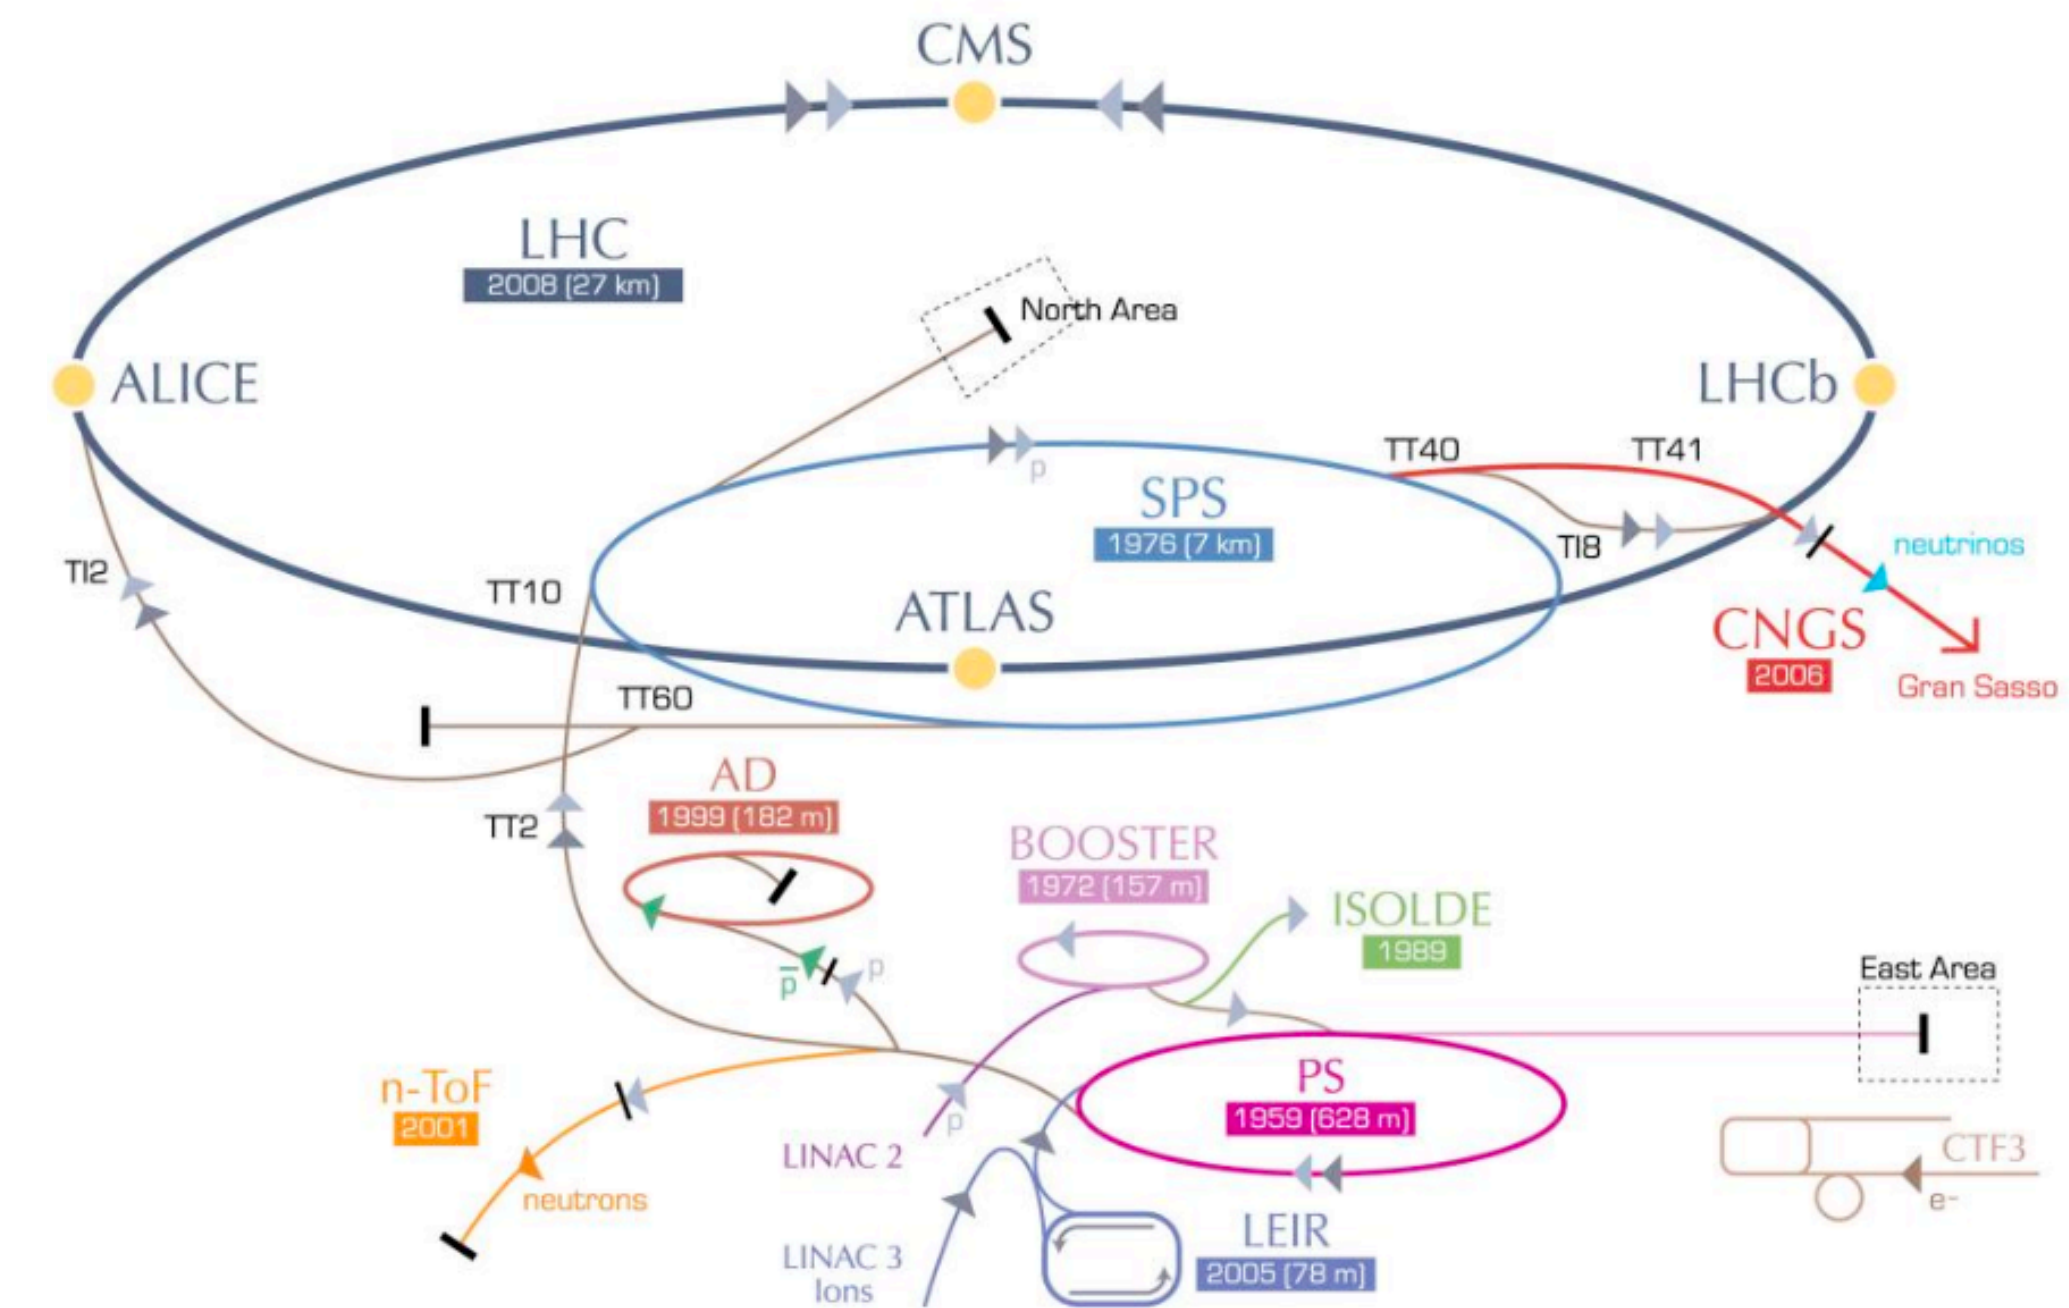 CMS
LHC
2008 (27 km)
North Area
ALICE
LHCb
TT40
TT41
p
SPS
1976 (7 km)
TI8
neutrinos
TI2
TT10
ATLAS
CNGS
2006
Gran Sasso
TT60
AD
1999 (182 m)
TT2
BOOSTER
1972 (157 m)
ISOLDE
1989
p̅
p
East Area
n-ToF
2001
PS
1959 (628 m)
p
LINAC 2
neutrons
CTF3
e-
LEIR
2005 (78 m)
LINAC 3
Ions